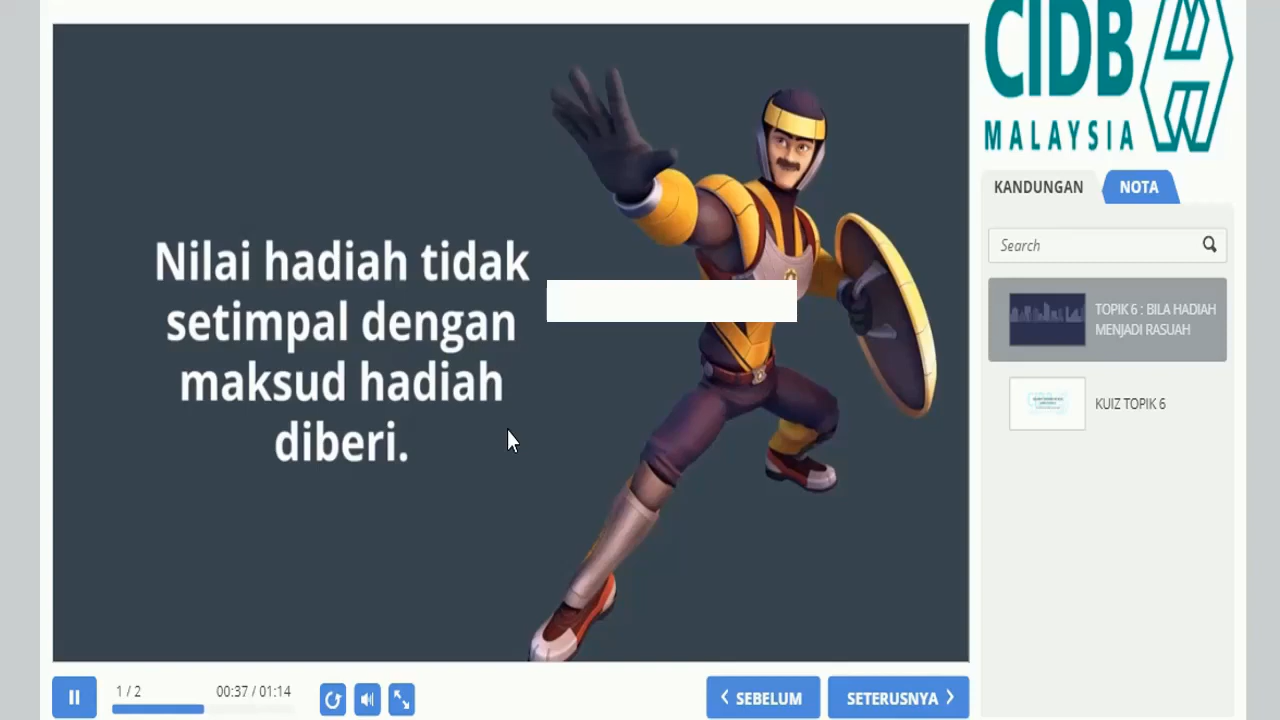 CIDB
MALAYSIA
KANDUNGAN
NOTA
Search
Nilai hadiah tidak
setimpal dengan
maksud hadiah
diberi.
TOPIK 6 : BILA HADIAH
MENJADI RASUAH
KUIZ TOPIK 6
1 / 2
00:37 / 01:14
SEBELUM
SETERUSNYA